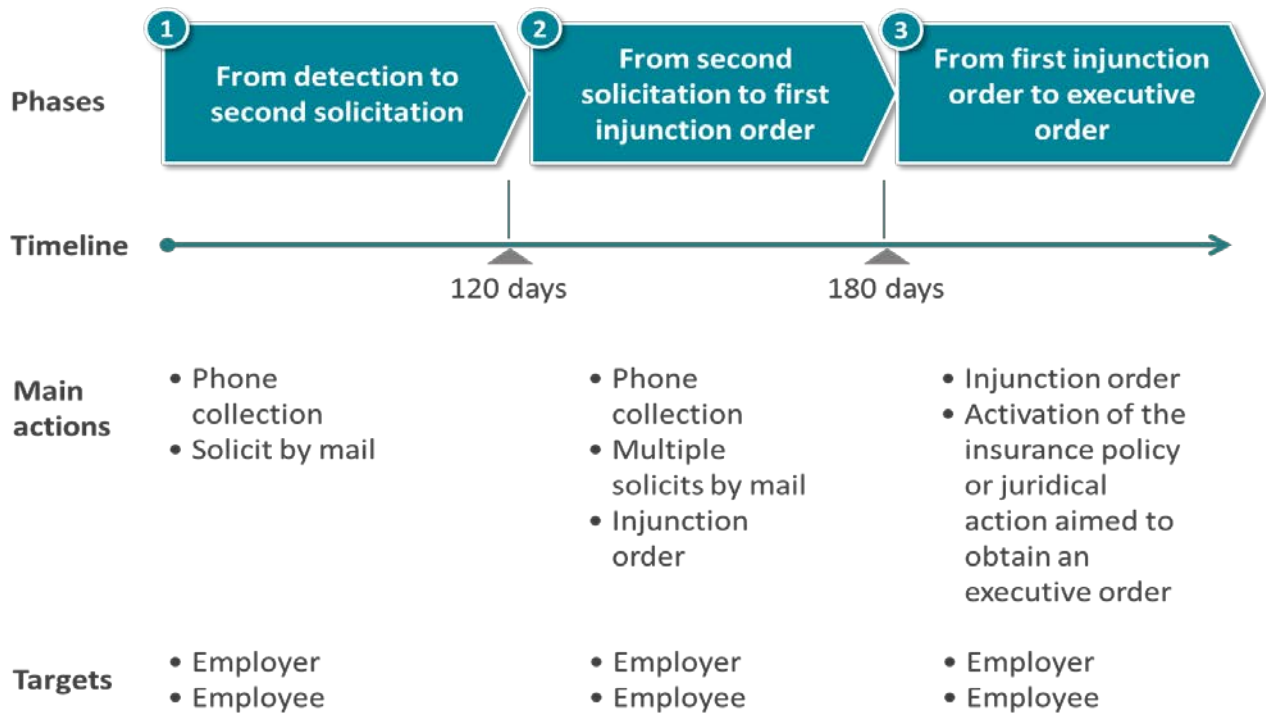 1
From detection to
second solicitation
2
From second
solicitation to first
injunction order
3
From first injunction
order to executive
order
Phases
Timeline
120 days
180 days
Main
actions
• Phone
collection
• Solicit by mail
• Phone
collection
• Multiple
solicits by mail
• Injunction
order
• Injunction order
• Activation of the
insurance policy
or juridical
action aimed to
obtain an
executive order
Targets
• Employer
• Employee
• Employer
• Employee
• Employer
• Employee